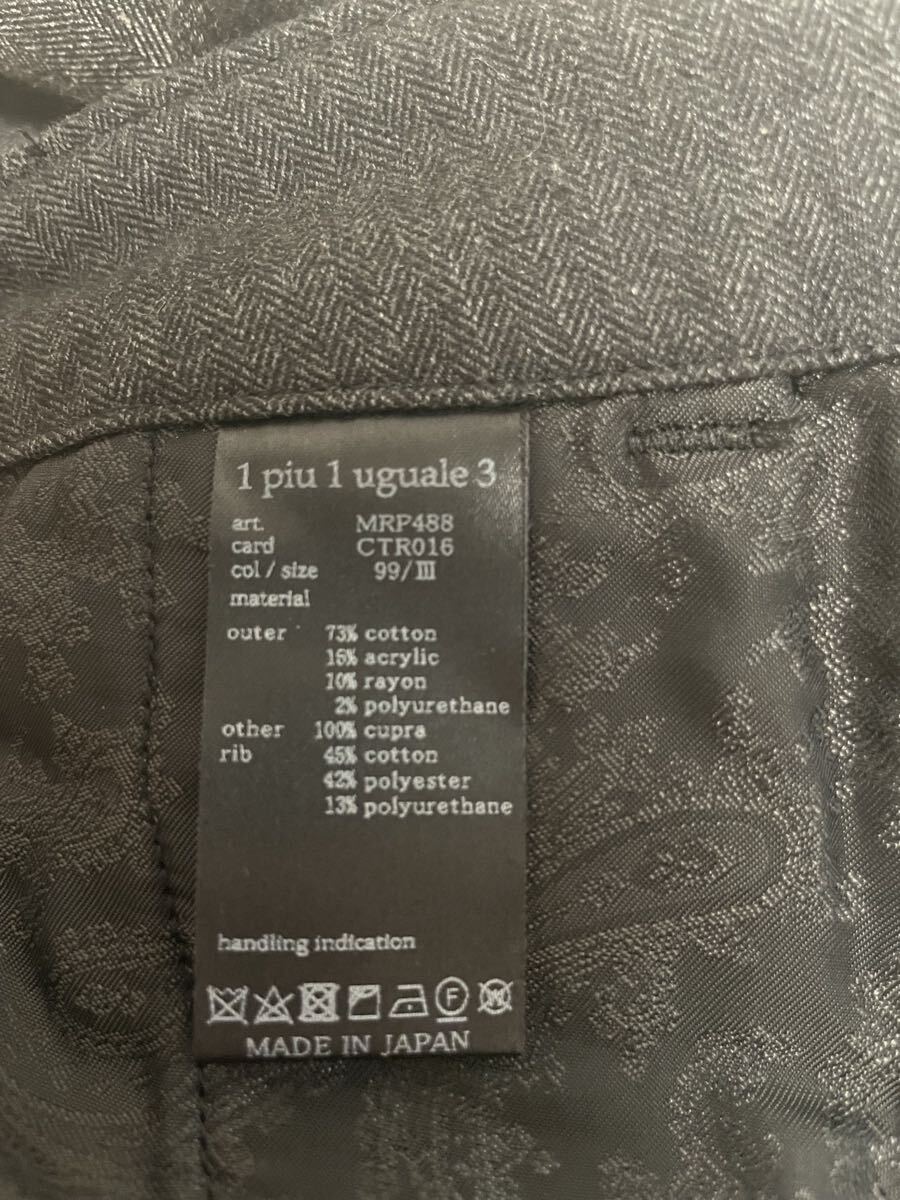 1 piu 1 uguale 3
art. MRP488
card CTR016
col / size 99/III
material
outer 73% cotton
15% acrylic
10% rayon
2% polyurethane
other 100% cupra
rib 45% cotton
42% polyester
13% polyurethane
handling indication
F W
MADE IN JAPAN